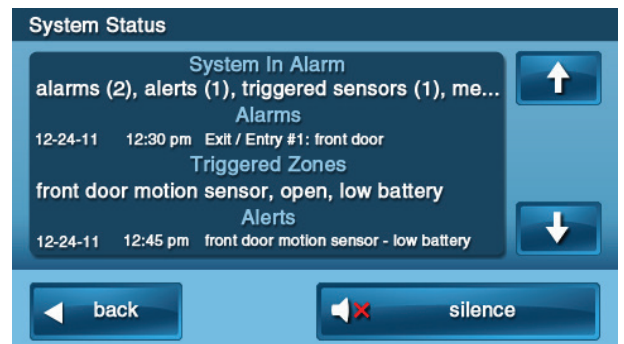 System Status
System In Alarm
alarms (2), alerts (1), triggered sensors (1), me...
Alarms
12-24-11 12:30 pm Exit / Entry #1: front door
Triggered Zones
front door motion sensor, open, low battery
Alerts
12-24-11 12:45 pm front door motion sensor - low battery
back
silence